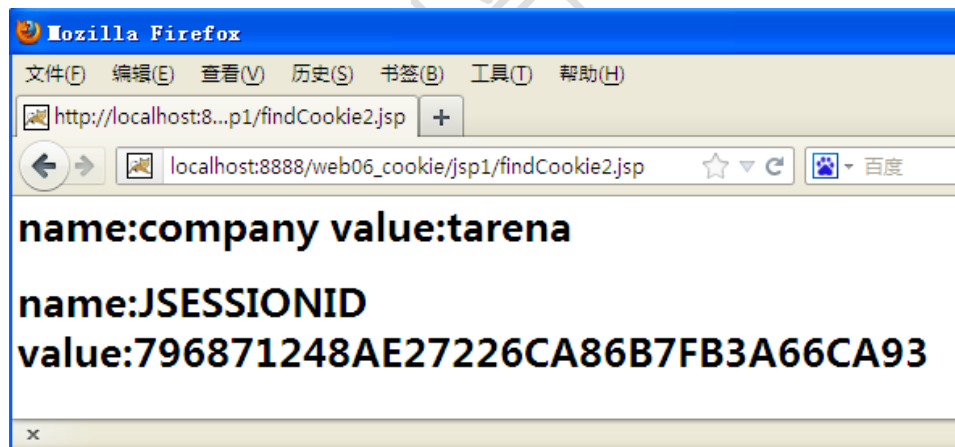 Mozilla Firefox
文件(F) 编辑(E) 查看(V) 历史(S) 书签(B) 工具(T) 帮助(H)
http://localhost:8...p1/findCookie2.jsp +
localhost:8888/web06_cookie/jsp1/findCookie2.jsp 百度
name:company value:tarena
name:JSESSIONID
value:796871248AE27226CA86B7FB3A66CA93
x